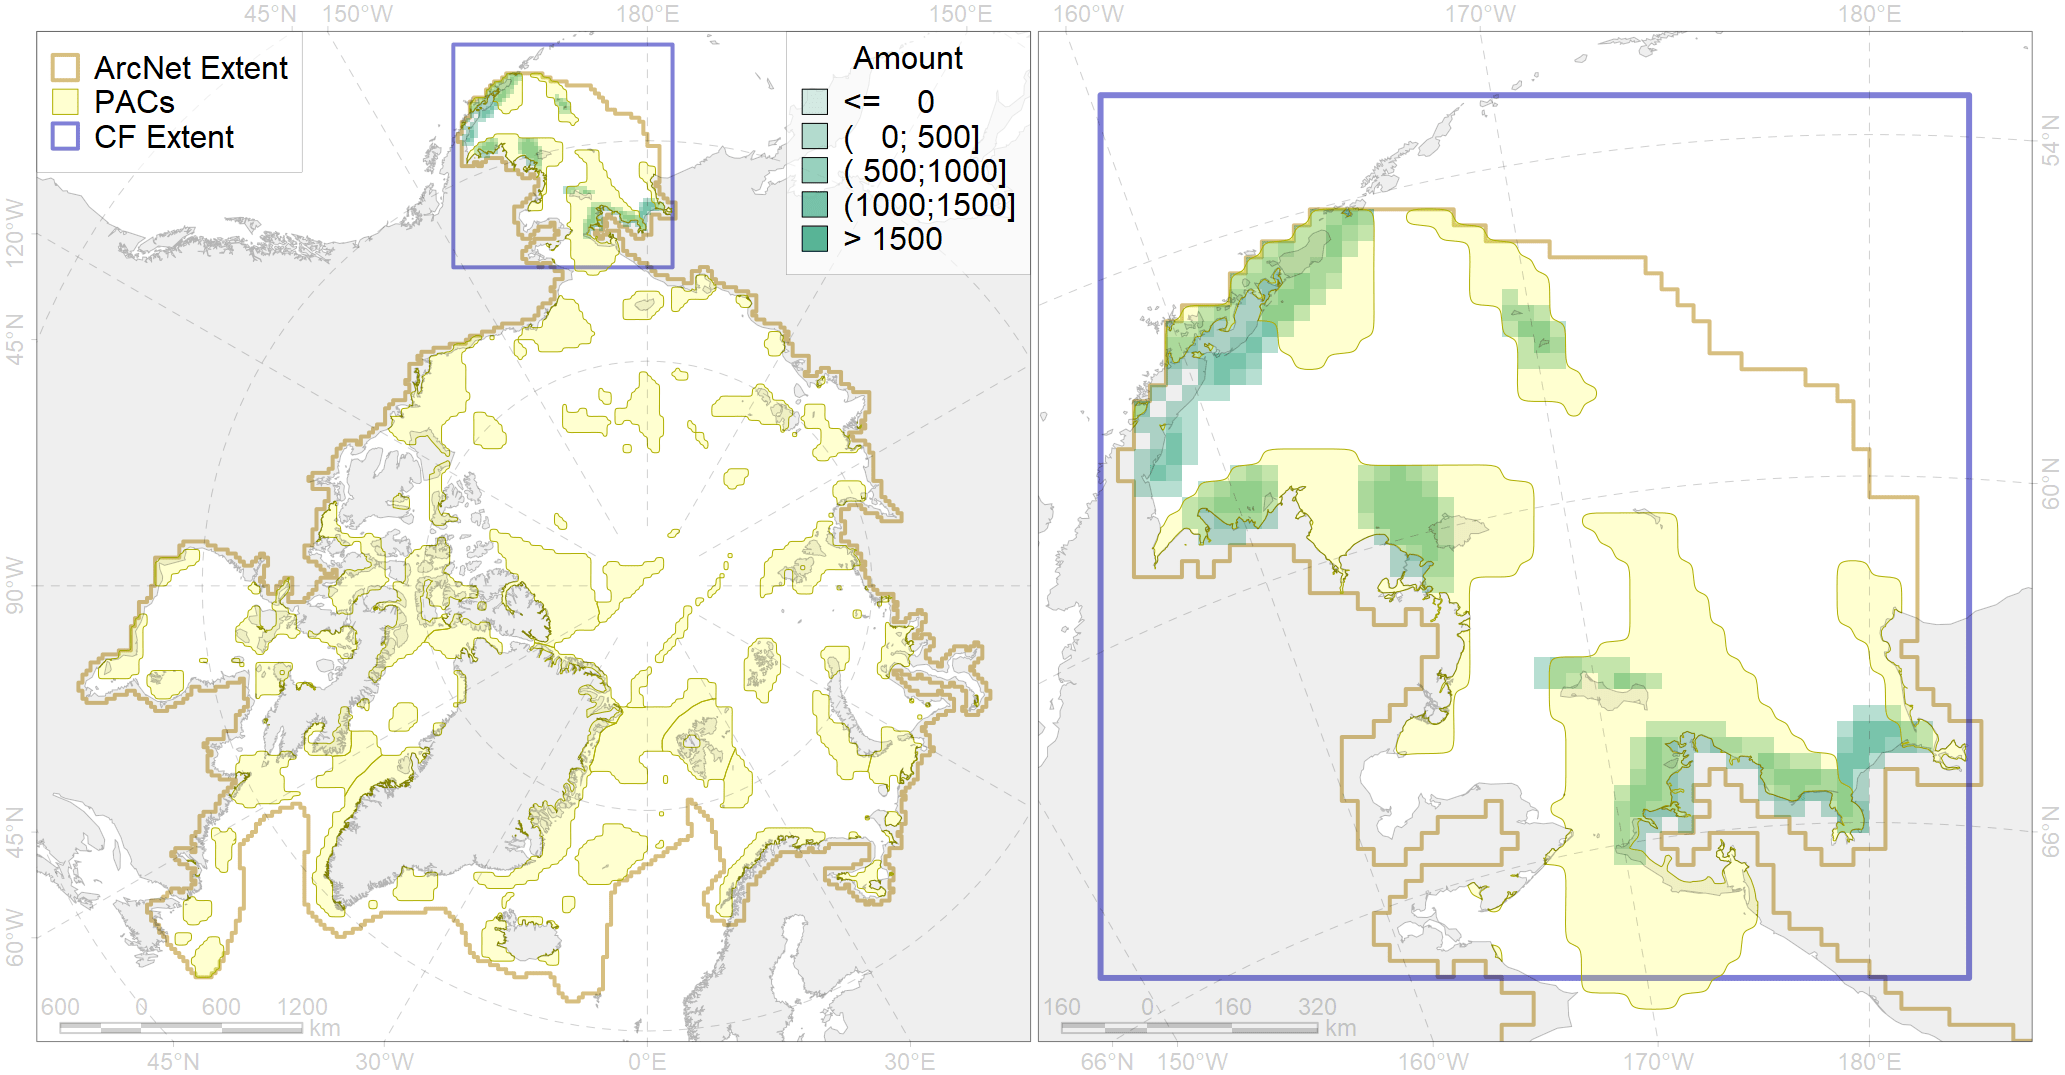 45°N 150°W 180°E 150°E 160°W 170°W 180°E
ArcNet Extent
PACs
CF Extent
Amount
<= 0
( 0; 500]
( 500;1000]
(1000;1500]
> 1500
120°W
45°N
90°W
45°N
60°W
54°N
60°N
66°N
600 0 600 1200
km
160 0 160 320
km
45°N 30°W 0°E 30°E 66°N 150°W 160°W 170°W 180°E